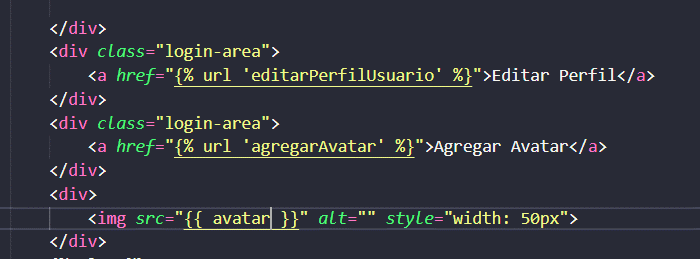 </div>
<div class="login-area">
<a href="{% url 'editarPerfilUsuario' %}">Editar Perfil</a>
</div>
<div class="login-area">
<a href="{% url 'agregarAvatar' %}">Agregar Avatar</a>
</div>
<div>
<img src="{{ avatar }}" alt="" style="width: 50px">
</div>